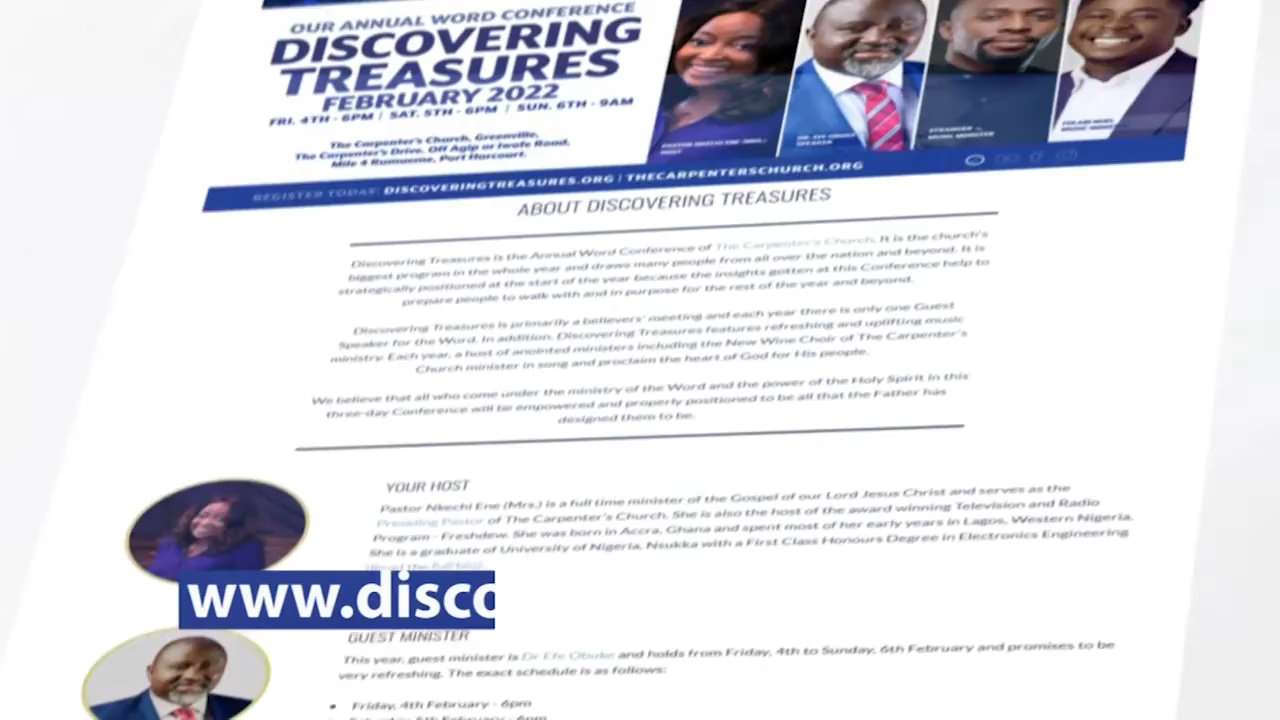 OUR ANNUAL WORD CONFERENCE
DISCOVERING
TREASURES
FEBRUARY 2022
FRI. 4TH - 6PM | SAT. 5TH - 6PM | SUN. 6TH - 9AM
The Carpenter's Church, Greenville,
The Carpenter's Drive, Off Agip or Iwofe Road,
Mile 4 Rumueme, Port Harcourt.
REGISTER TODAY: DISCOVERINGTREASURES.ORG | THECARPENTERSCHURCH.ORG
ABOUT DISCOVERING TREASURES
Discovering Treasures is the Annual Word Conference of The Carpenter's Church. It is the church's
biggest program in the whole year and draws many people from all over the nation and beyond. It is
strategically positioned at the start of the year because the insights gotten at this Conference help to
prepare people to walk with and in purpose for the rest of the year and beyond.
Discovering Treasures is primarily a believers' meeting and each year there is only one Guest
Speaker for the Word. In addition, Discovering Treasures features refreshing and uplifting music
ministry. Each year, a host of anointed ministers including the New Wine Choir of The Carpenter's
Church minister in song and proclaim the heart of God for His people.
We believe that all who come under the ministry of the Word and the power of the Holy Spirit in this
three-day Conference will be empowered and properly positioned to be all that the Father has
designed them to be.
YOUR HOST
Pastor Nkechi Ene (Mrs.) is a full time minister of the Gospel of our Lord Jesus Christ and serves as the
Presiding Pastor of The Carpenter's Church. She is also the host of the award winning Television and Radio
Program - Freshdew. She was born in Accra, Ghana and spent most of her early years in Lagos, Western Nigeria.
She is a graduate of University of Nigeria, Nsukka with a First Class Honours Degree in Electronics Engineering.
www.disco
GUEST MINISTER
This year, guest minister is Dr Efe Obiuke and holds from Friday, 4th to Sunday, 6th February and promises to be
very refreshing. The exact schedule is as follows:
Friday, 4th February - 6pm